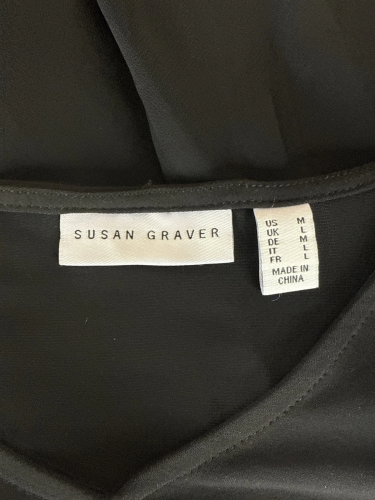 SUSAN GRAVER
US M
UK L
DE M
IT L
FR L
MADE IN
CHINA